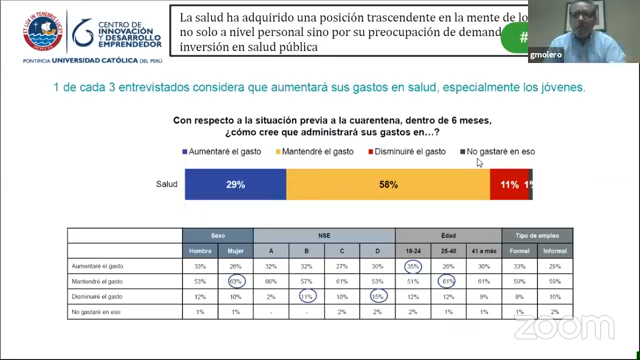 CENTRO DE
INNOVACIÓN
Y DESARROLLO
EMPRENDEDOR
PONTIFICIA UNIVERSIDAD CATÓLICA DEL PERÚ
La salud ha adquirido una posición trascendente en la mente de lo
no solo a nivel personal sino por su preocupación de demand
inversión en salud pública
#
gmolero
1 de cada 3 entrevistados considera que aumentará sus gastos en salud, especialmente los jóvenes.
Con respecto a la situación previa a la cuarentena, dentro de 6 meses,
¿cómo cree que administrará sus gastos en…?
Aumentaré el gasto Mantendré el gasto Disminuiré el gasto No gastaré en eso
Salud 29% 58% 11% 1%
Sexo NSE Edad Tipo de empleo
Hombre Mujer A B C D 18-24 25-40 41 a más Formal Informal
Aumentaré el gasto 33% 26% 32% 32% 27% 30% 35% 26% 30% 33% 29%
Mantendré el gasto 53% 63% 66% 57% 61% 53% 51% 61% 61% 59% 59%
Disminuiré el gasto 12% 10% 2% 11% 10% 15% 12% 12% 9% 8% 10%
No gastaré en eso 1% 1% - - 2% 2% 2% 1% 1% 1% 2%
zoom